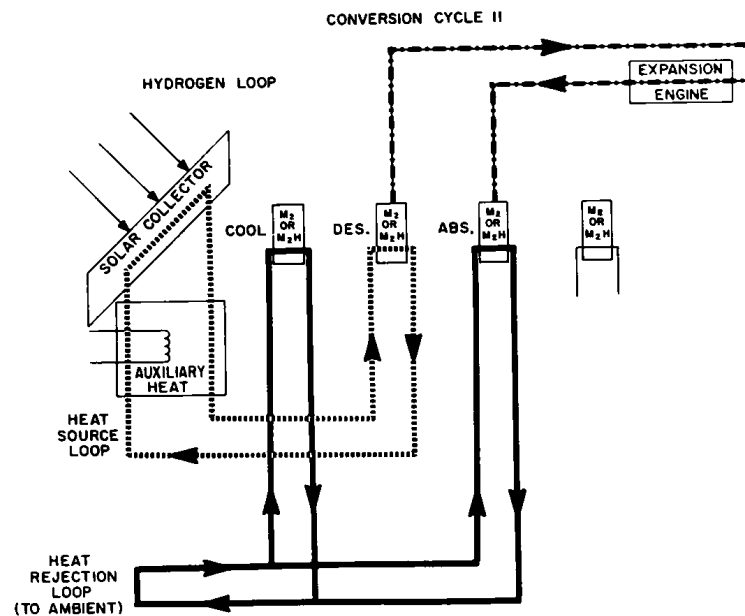 CONVERSION CYCLE II
HYDROGEN LOOP
EXPANSION
ENGINE
SOLAR COLLECTOR
COOL
M₂
OR
M₂H
DES.
M₂
OR
M₂H
ABS.
M₂
OR
M₂H
M₂
OR
M₂H
AUXILIARY
HEAT
HEAT
SOURCE
LOOP
HEAT
REJECTION
LOOP
(TO AMBIENT)